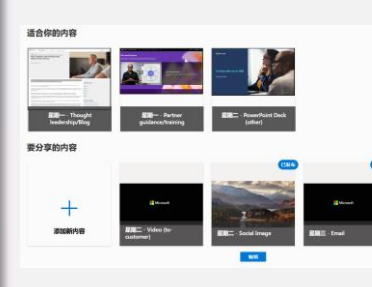 适合你的内容
星期一 - Thought
leadership/Blog
星期一 - Partner
guidance/training
星期二 - PowerPoint Deck
(other)
要分享的内容
已发布
添加新内容
Microsoft
星期二 - Video (to-
customer)
星期二 - Social Image
Microsoft
星期三 - Email
编辑